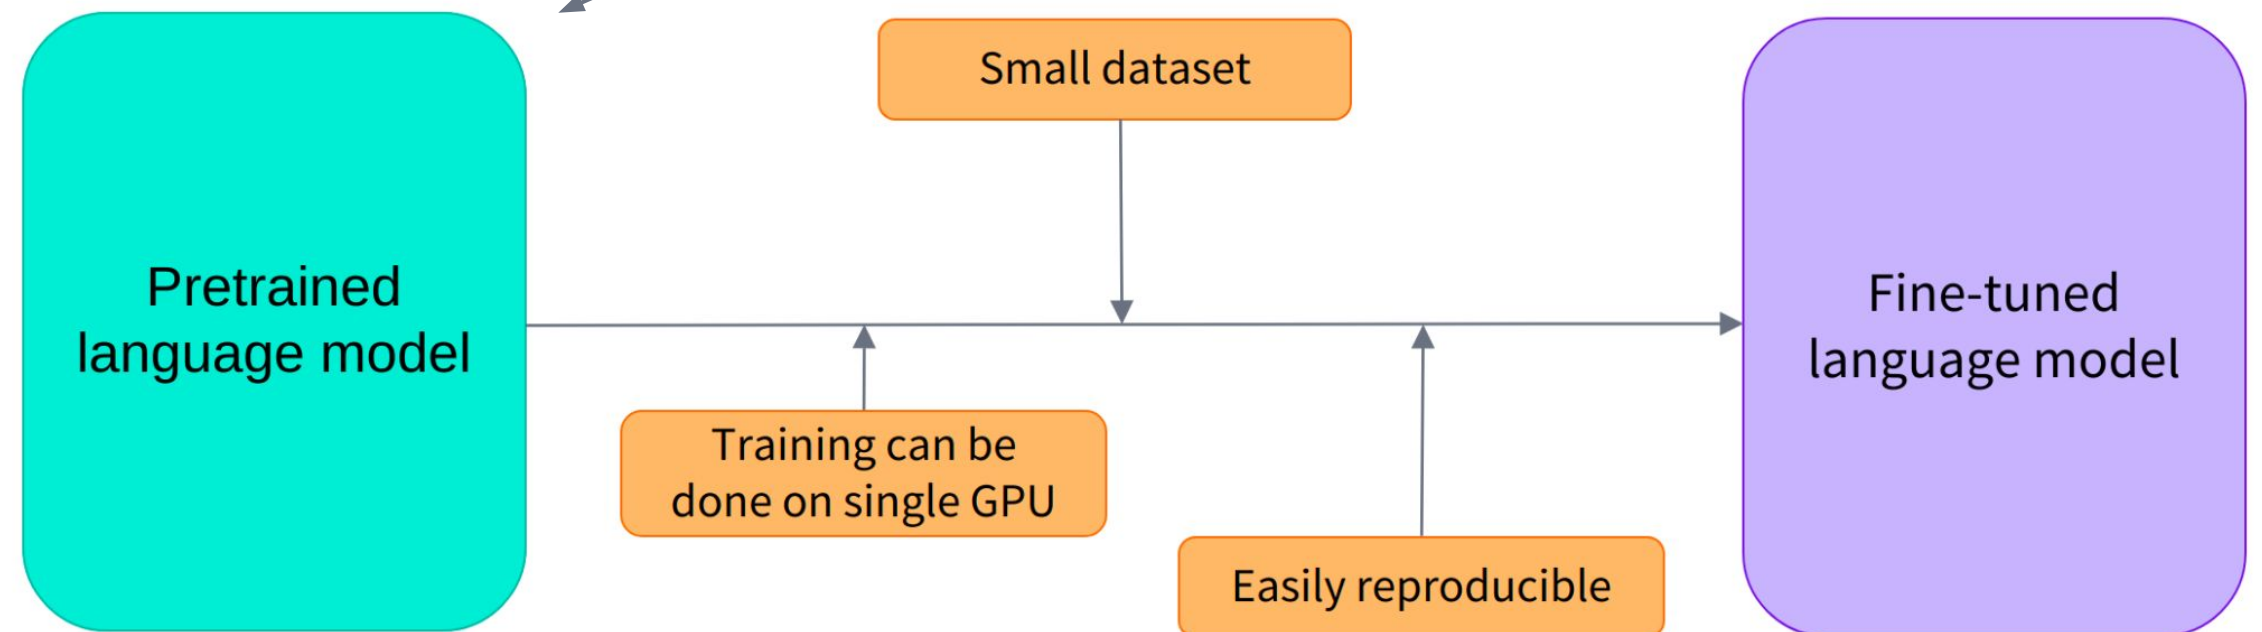 Small dataset
Pretrained
language model
Fine-tuned
language model
Training can be
done on single GPU
Easily reproducible